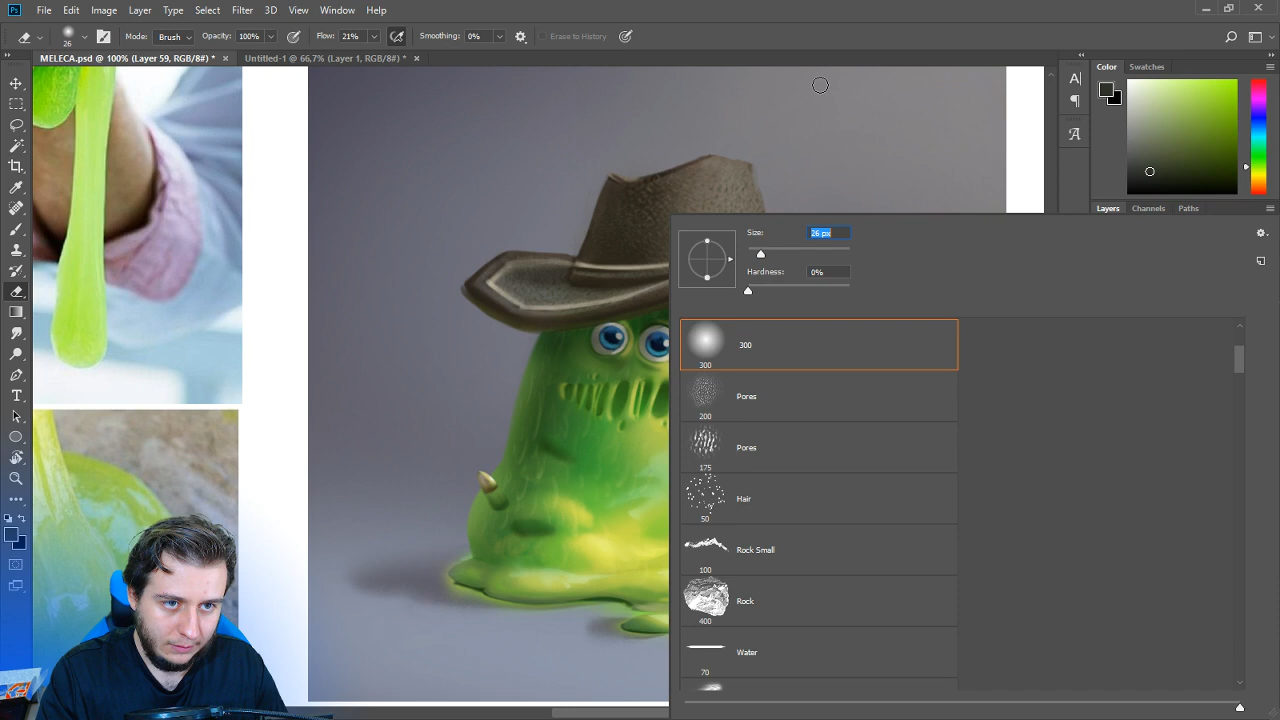 Ps File Edit Image Layer Type Select Filter 3D View Window Help
26 Mode: Brush Opacity: 100% Flow: 21% Smoothing: 0% Erase to History
MELECA.psd @ 100% (Layer 59, RGB/8#) * × Untitled-1 @ 66,7% (Layer 1, RGB/8#) * ×
Color Swatches
Layers Channels Paths
Size: 26 px
Hardness: 0%
300
300
Pores
200
Pores
175
Hair
50
Rock Small
100
Rock
400
Water
70